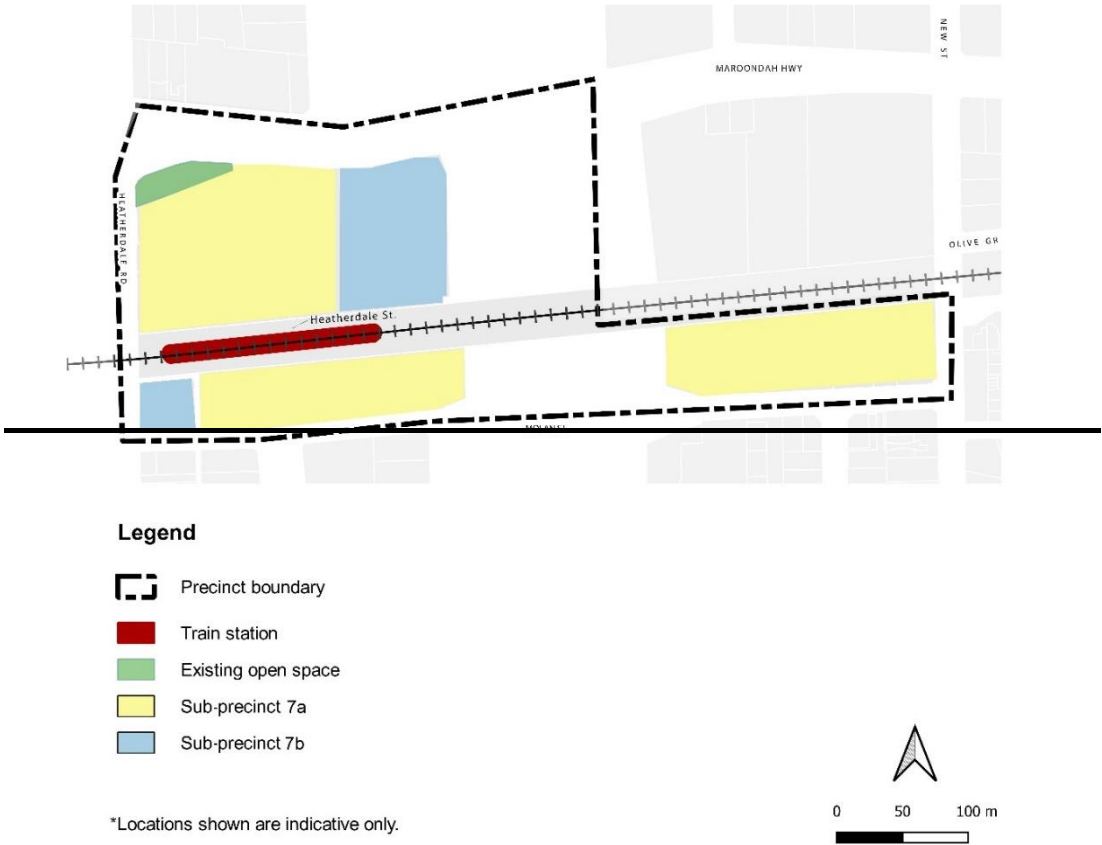 NEW ST
MAROONDAH HWY
HEATHERDALE RD
OLIVE GR
Heatherdale St.
Legend
Precinct boundary
Train station
Existing open space
Sub-precinct 7a
Sub-precinct 7b
*Locations shown are indicative only.
0 50 100 m